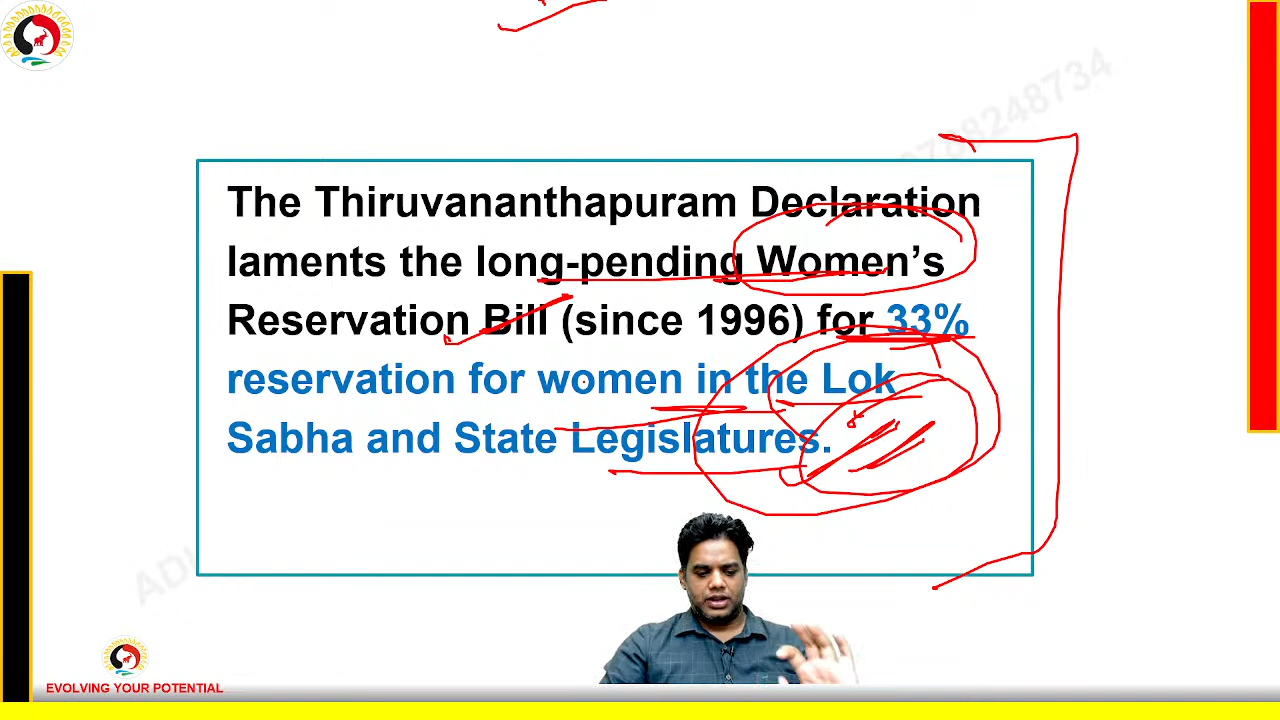 The Thiruvananthapuram Declaration
laments the long-pending Women's
Reservation Bill (since 1996) for 33%
reservation for women in the Lok
Sabha and State Legislatures.
EVOLVING YOUR POTENTIAL